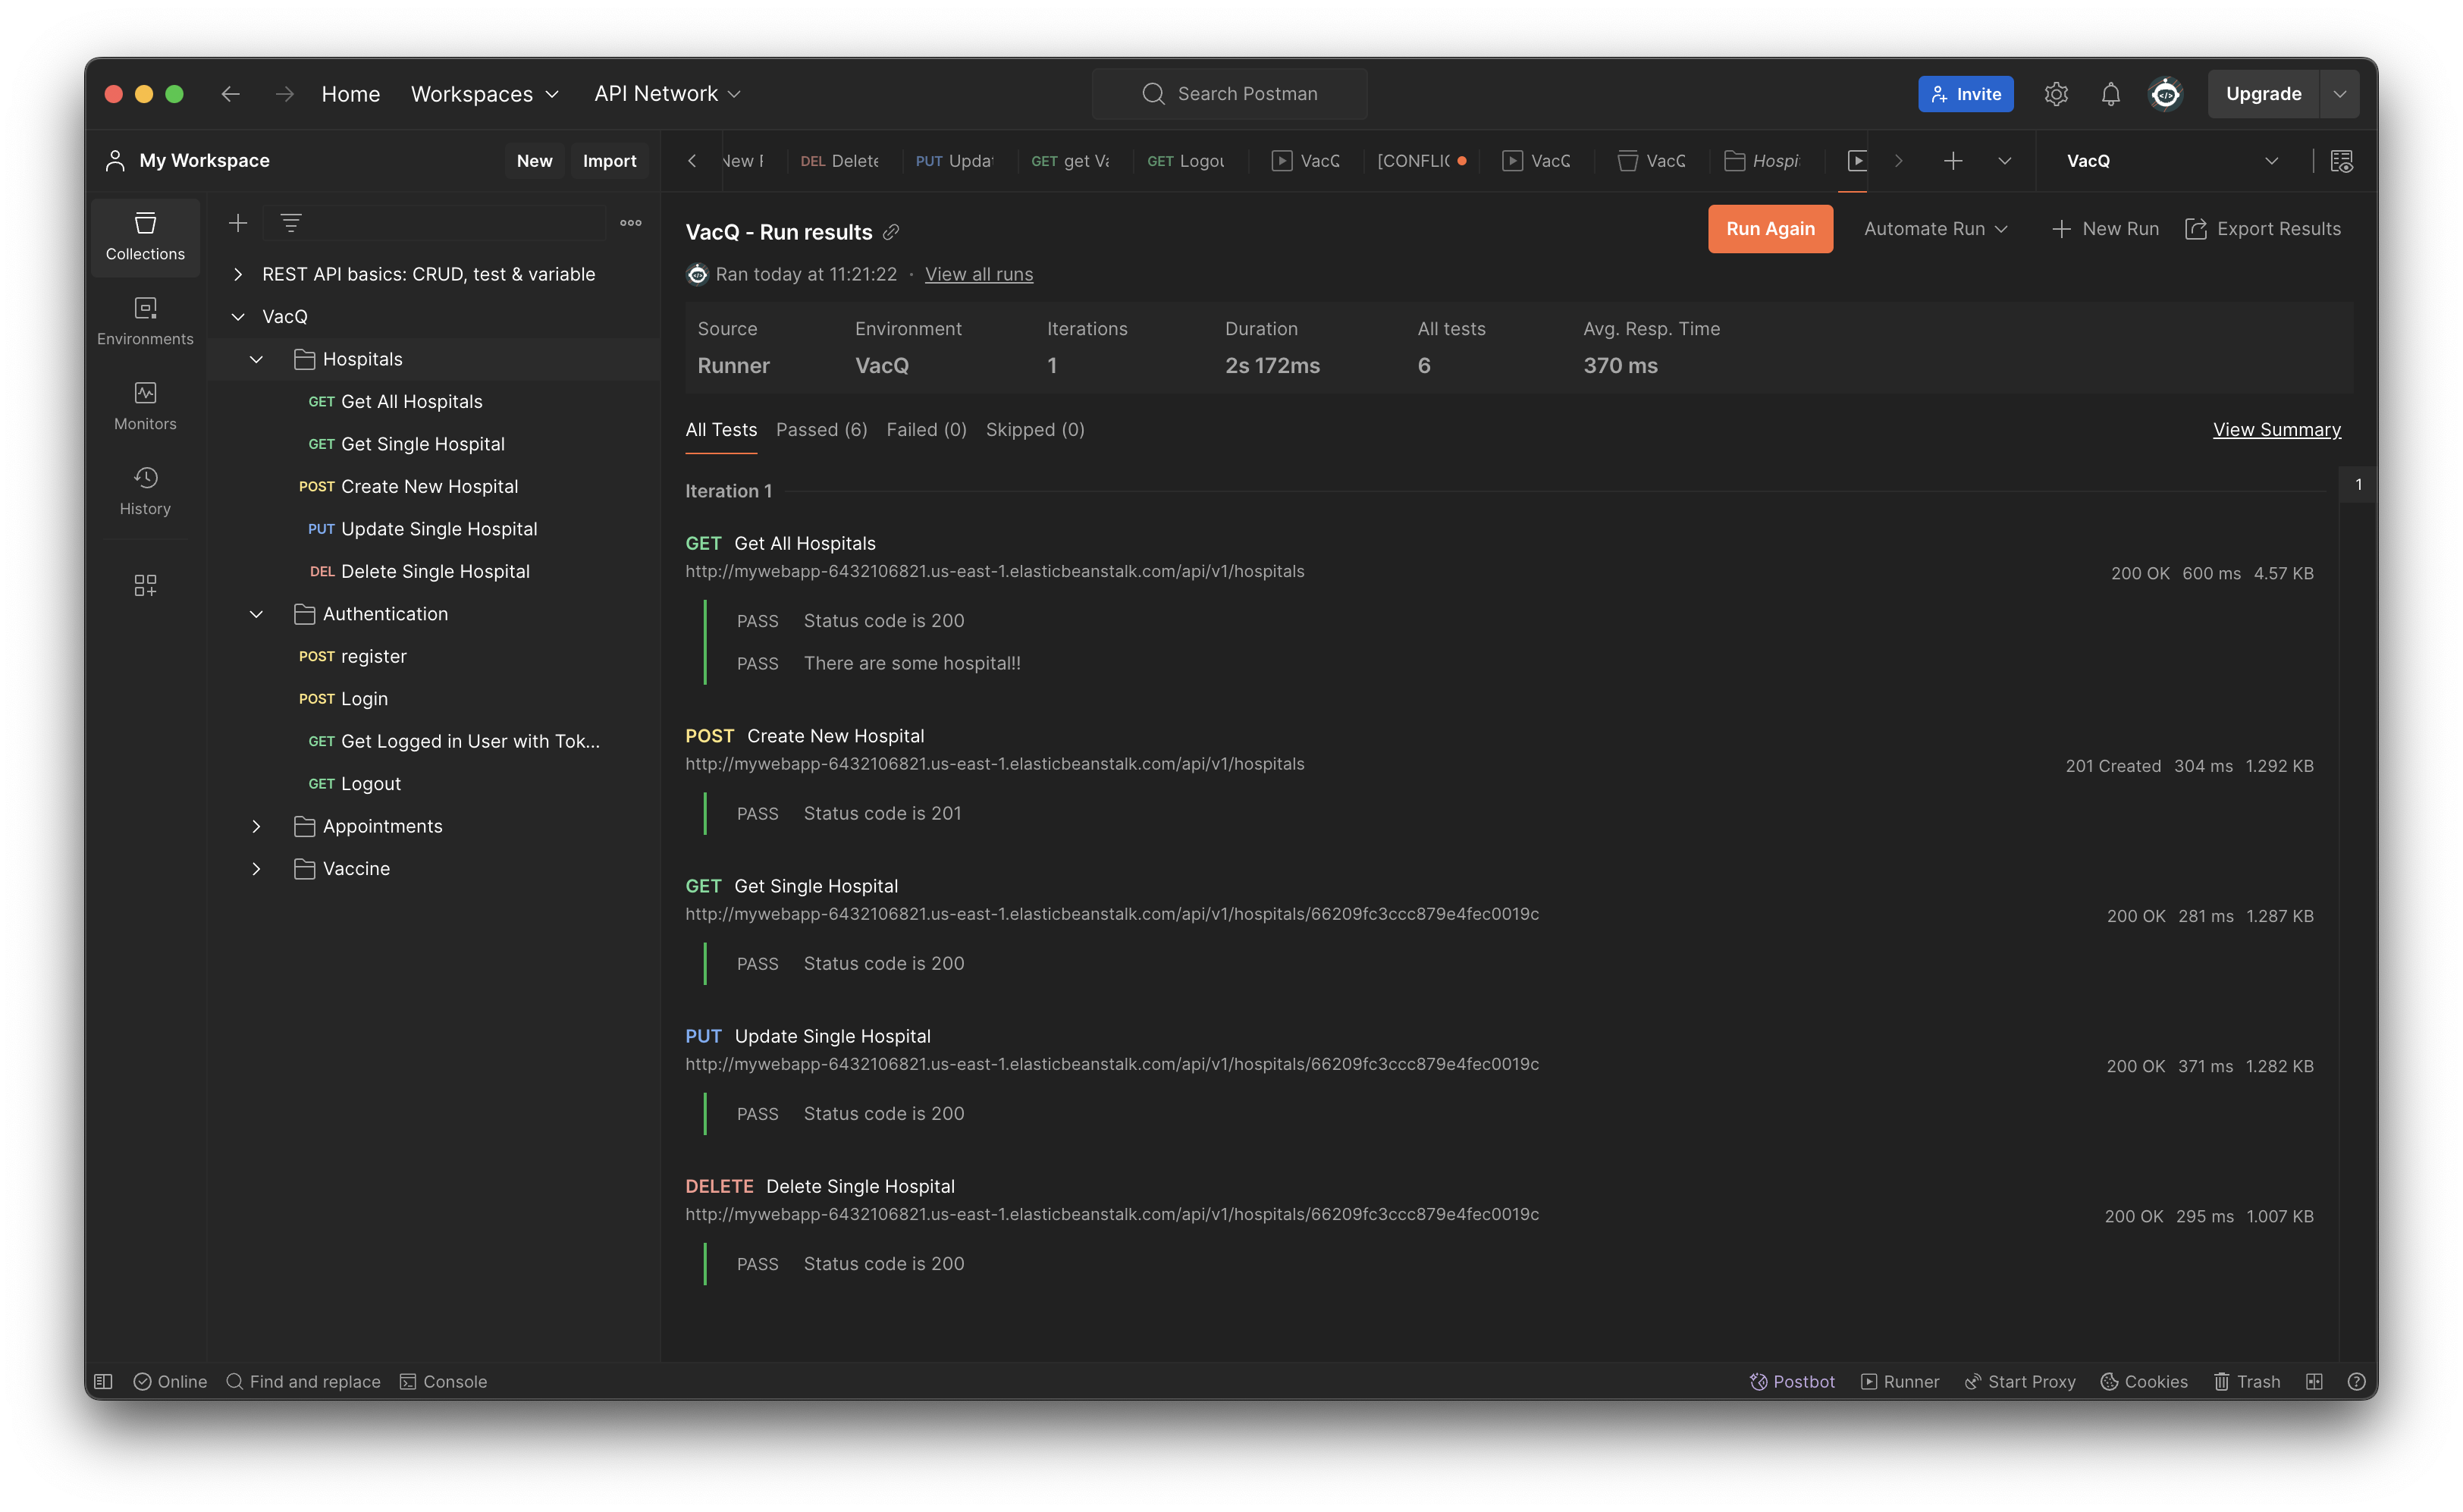 Home Workspaces API Network Search Postman Invite Upgrade
My Workspace New Import
New F DEL Delete PUT Updat GET get Va GET Logou VacQ [CONFLIC VacQ VacQ Hospi VacQ
Collections
Environments
Monitors
History
REST API basics: CRUD, test & variable
VacQ
Hospitals
GET Get All Hospitals
GET Get Single Hospital
POST Create New Hospital
PUT Update Single Hospital
DEL Delete Single Hospital
Authentication
POST register
POST Login
GET Get Logged in User with Tok...
GET Logout
Appointments
Vaccine
VacQ - Run results
Run Again Automate Run New Run Export Results
Ran today at 11:21:22 · View all runs
Source Environment Iterations Duration All tests Avg. Resp. Time
Runner VacQ 1 2s 172ms 6 370 ms
All Tests Passed (6) Failed (0) Skipped (0) View Summary
Iteration 1
1
GET Get All Hospitals
http://mywebapp-6432106821.us-east-1.elasticbeanstalk.com/api/v1/hospitals
200 OK 600 ms 4.57 KB
PASS Status code is 200
PASS There are some hospital!!
POST Create New Hospital
http://mywebapp-6432106821.us-east-1.elasticbeanstalk.com/api/v1/hospitals
201 Created 304 ms 1.292 KB
PASS Status code is 201
GET Get Single Hospital
http://mywebapp-6432106821.us-east-1.elasticbeanstalk.com/api/v1/hospitals/66209fc3ccc879e4fec0019c
200 OK 281 ms 1.287 KB
PASS Status code is 200
PUT Update Single Hospital
http://mywebapp-6432106821.us-east-1.elasticbeanstalk.com/api/v1/hospitals/66209fc3ccc879e4fec0019c
200 OK 371 ms 1.282 KB
PASS Status code is 200
DELETE Delete Single Hospital
http://mywebapp-6432106821.us-east-1.elasticbeanstalk.com/api/v1/hospitals/66209fc3ccc879e4fec0019c
200 OK 295 ms 1.007 KB
PASS Status code is 200
Online Find and replace Console Postbot Runner Start Proxy Cookies Trash